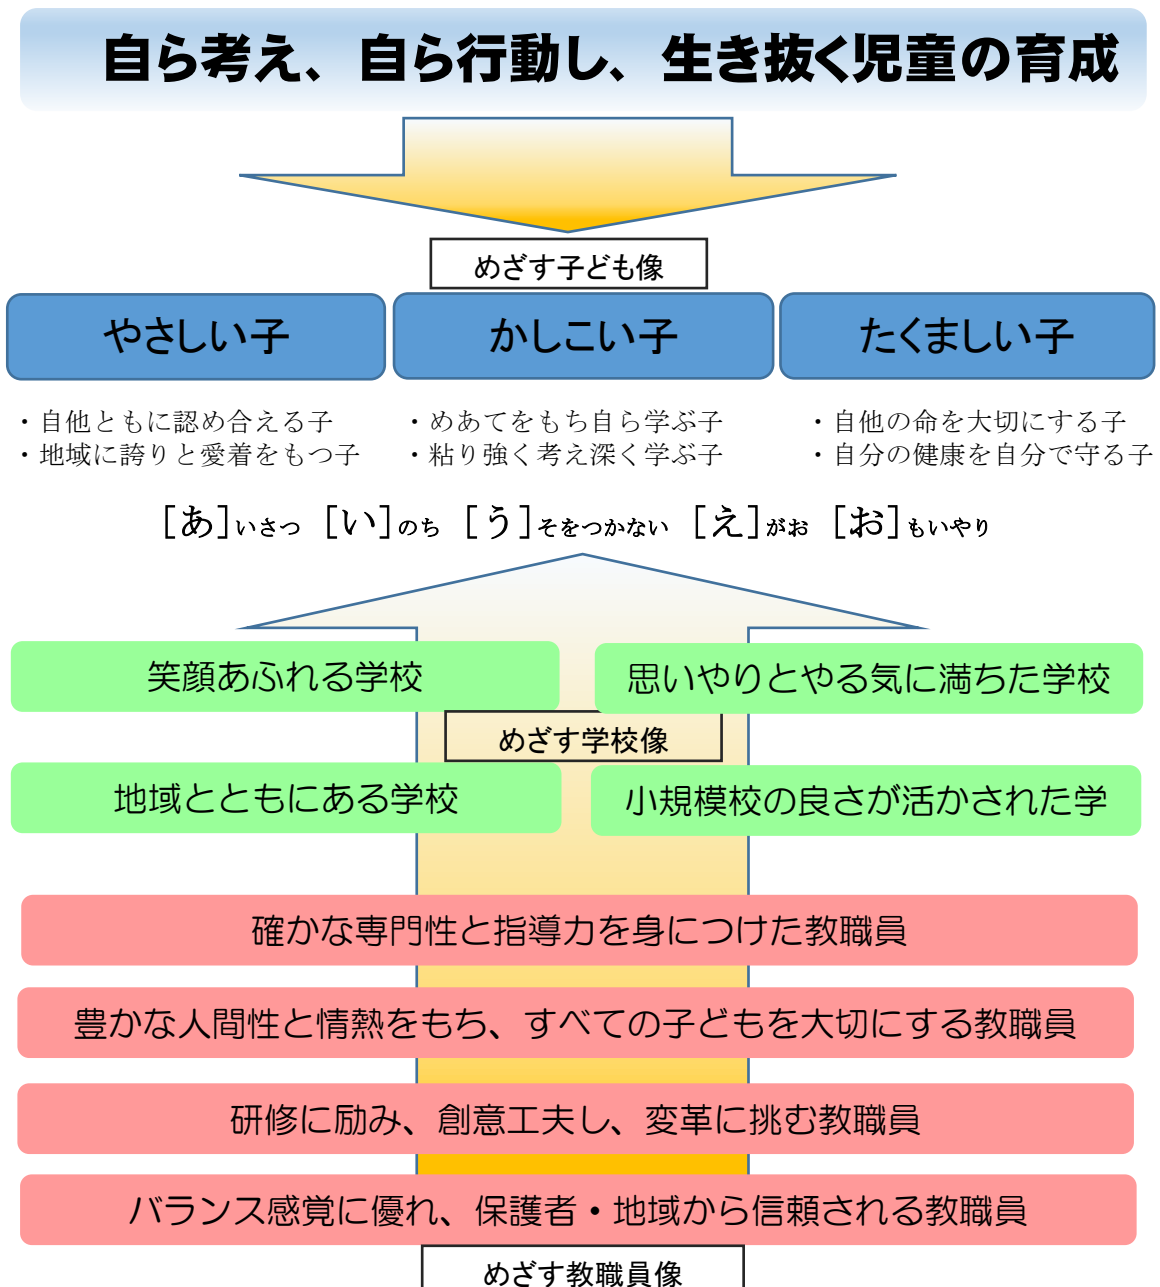 自ら考え、自ら行動し、生き抜く児童の育成
めざす子ども像
やさしい子
かしこい子
たくましい子
・自他ともに認め合える子
・地域に誇りと愛着をもつ子
・めあてをもち自ら学ぶ子
・粘り強く考え深く学ぶ子
・自他の命を大切にする子
・自分の健康を自分で守る子
[あ]いさつ [い]のち [う]そをつかない [え]がお [お]もいやり
笑顔あふれる学校
思いやりとやる気に満ちた学校
めざす学校像
地域とともにある学校
小規模校の良さが活かされた学
確かな専門性と指導力を身につけた教職員
豊かな人間性と情熱をもち、すべての子どもを大切にする教職員
研修に励み、創意工夫し、変革に挑む教職員
バランス感覚に優れ、保護者・地域から信頼される教職員
めざす教職員像